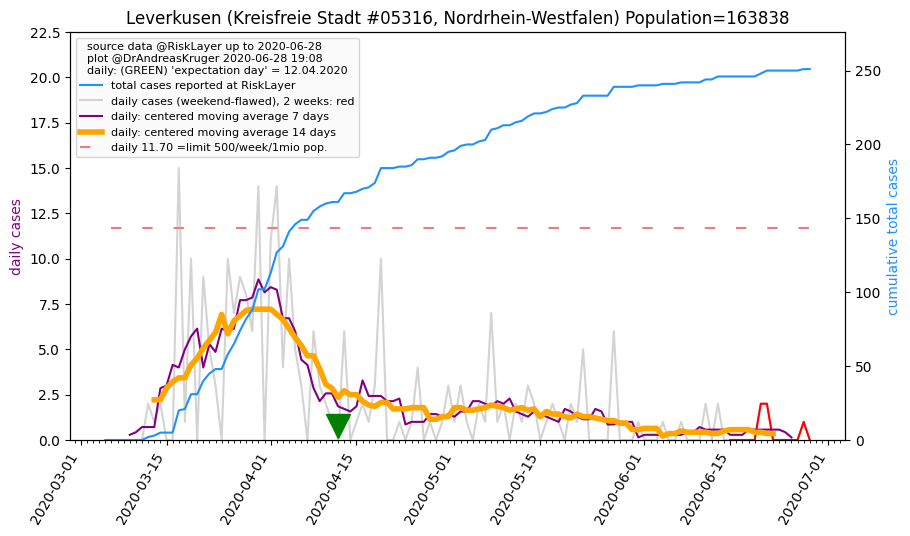 Leverkusen (Kreisfreie Stadt #05316, Nordrhein-Westfalen) Population=163838
source data @RiskLayer up to 2020-06-28
plot @DrAndreasKruger 2020-06-28 19:08
daily: (GREEN) 'expectation day' = 12.04.2020
total cases reported at RiskLayer
daily cases (weekend-flawed), 2 weeks: red
daily: centered moving average 7 days
daily: centered moving average 14 days
daily 11.70 =limit 500/week/1mio pop.
daily cases
22.5
20.0
17.5
15.0
12.5
10.0
7.5
5.0
2.5
0.0
cumulative total cases
250
200
150
100
50
0
2020-03-01
2020-03-15
2020-04-01
2020-04-15
2020-05-01
2020-05-15
2020-06-01
2020-06-15
2020-07-01